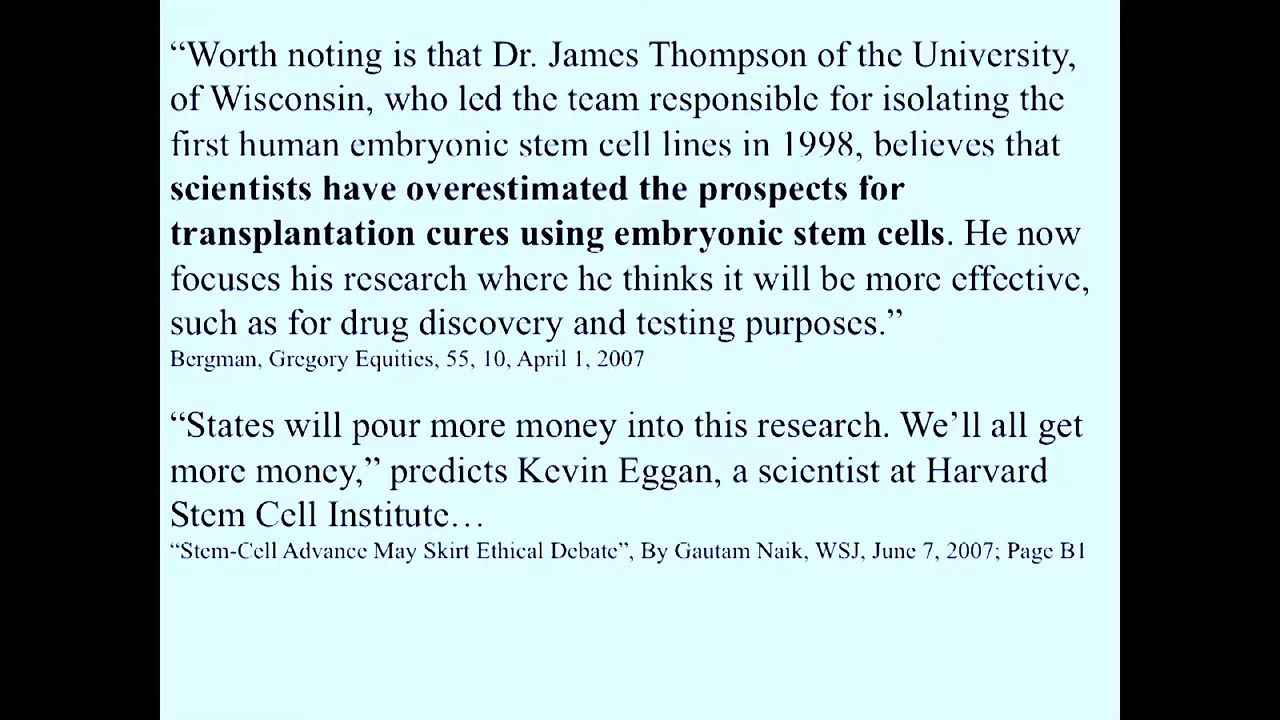 “Worth noting is that Dr. James Thompson of the University,
of Wisconsin, who led the team responsible for isolating the
first human embryonic stem cell lines in 1998, believes that
scientists have overestimated the prospects for
transplantation cures using embryonic stem cells. He now
focuses his research where he thinks it will be more effective,
such as for drug discovery and testing purposes.”
Bergman, Gregory Equities, 55, 10, April 1, 2007
“States will pour more money into this research. We’ll all get
more money,” predicts Kevin Eggan, a scientist at Harvard
Stem Cell Institute…
“Stem-Cell Advance May Skirt Ethical Debate”, By Gautam Naik, WSJ, June 7, 2007; Page B1